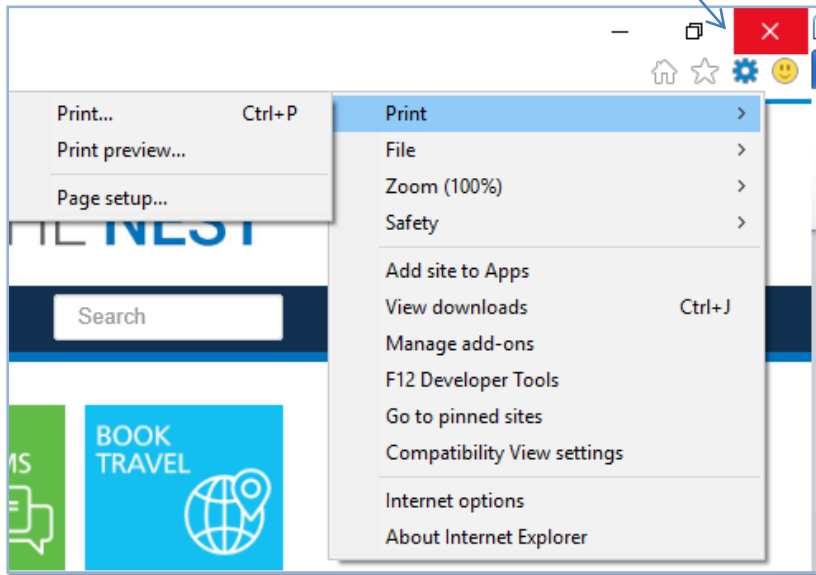 Print... Ctrl+P
Print preview...
Page setup...
Print
File
Zoom (100%)
Safety
Add site to Apps
View downloads Ctrl+J
Manage add-ons
F12 Developer Tools
Go to pinned sites
Compatibility View settings
Internet options
About Internet Explorer
NEST
Search
BOOK
TRAVEL